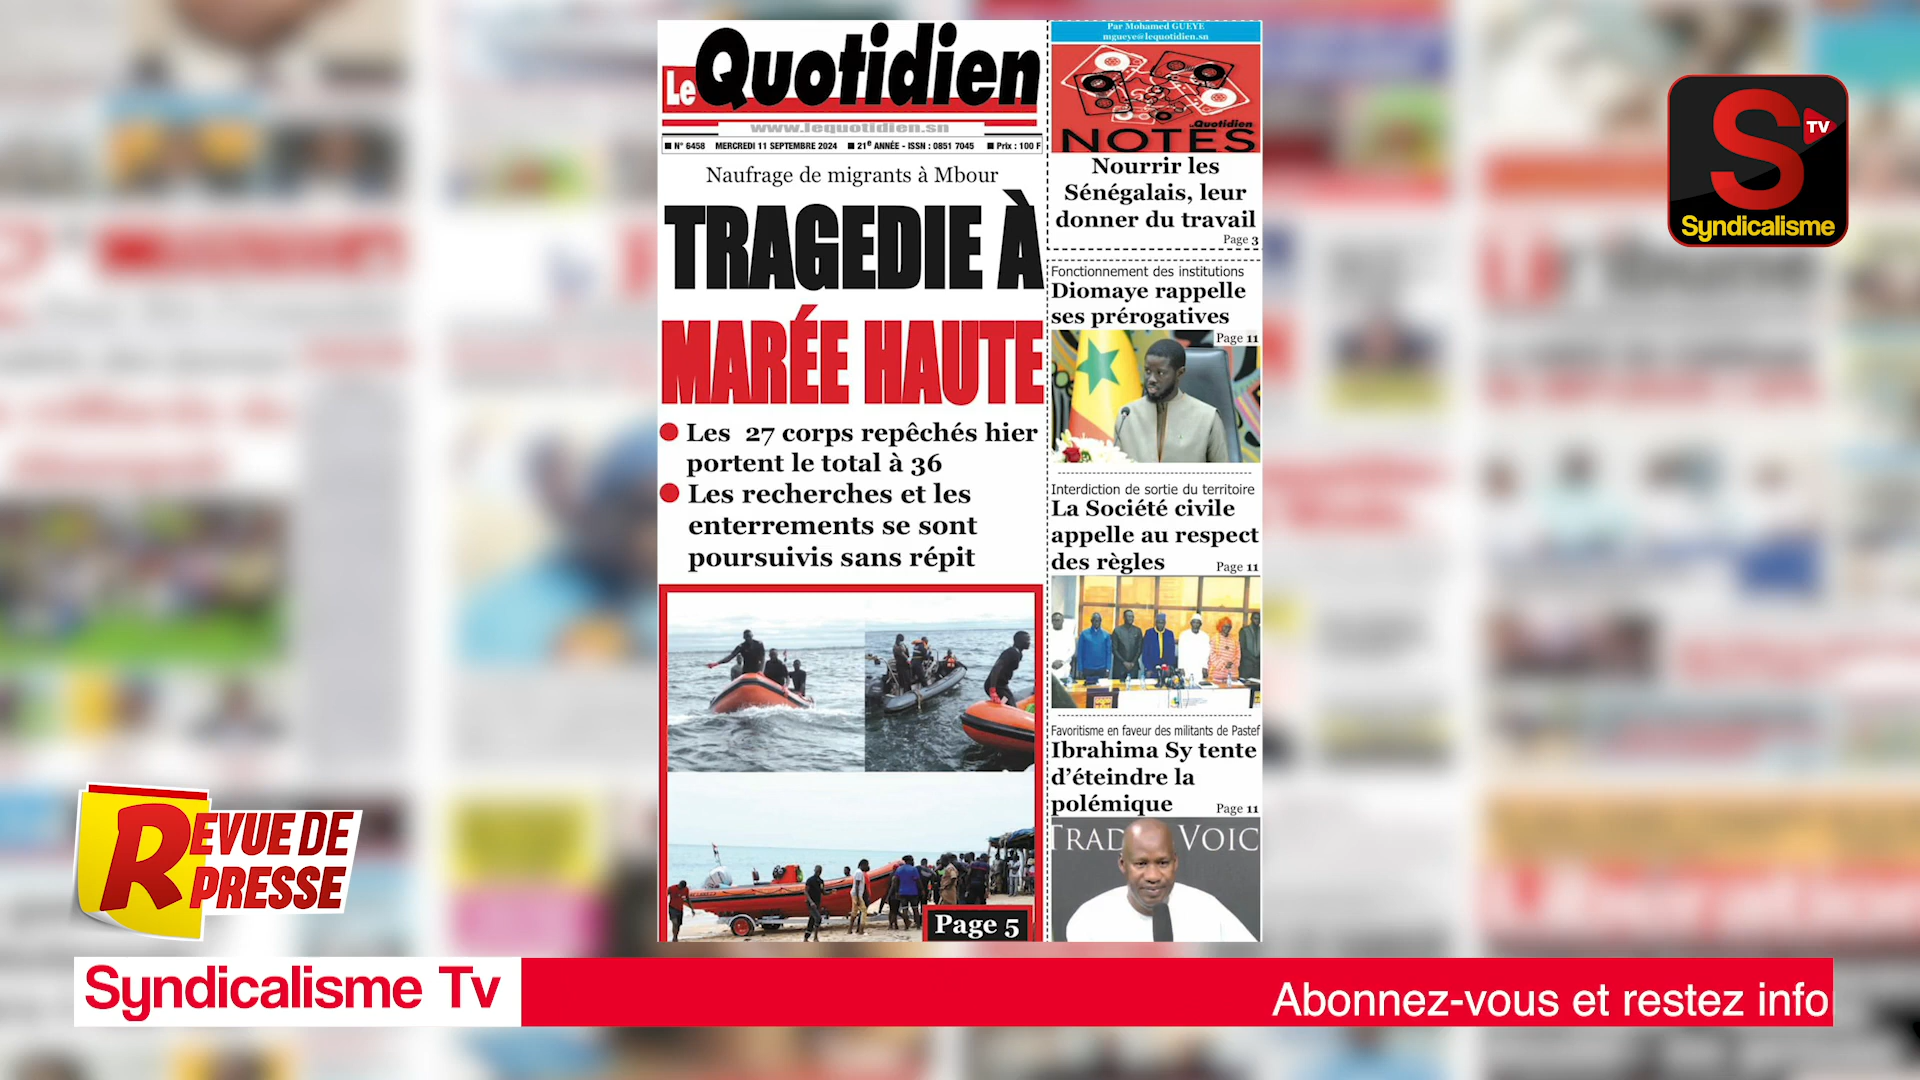 Le Quotidien
www.lequotidien.sn
N° 6458 MERCREDI 11 SEPTEMBRE 2024 21e ANNÉE - ISSN : 0851 7045 Prix : 100 F
Naufrage de migrants à Mbour
TRAGEDIE À
MARÉE HAUTE
Les 27 corps repêchés hier
portent le total à 36
Les recherches et les
enterrements se sont
poursuivis sans répit
Page 5
Par Mohamed GUEYE
mgueye@lequotidien.sn
..Quotidien
NOTES
Nourrir les
Sénégalais, leur
donner du travail
Page 3
Fonctionnement des institutions
Diomaye rappelle
ses prérogatives
Page 11
Interdiction de sortie du territoire
La Société civile
appelle au respect
des règles
Page 11
Favoritisme en faveur des militants de Pastef
Ibrahima Sy tente
d'éteindre la
polémique
Page 11
TRAD VOIC
S TV
Syndicalisme
REVUE DE
PRESSE
Syndicalisme Tv
Abonnez-vous et restez info